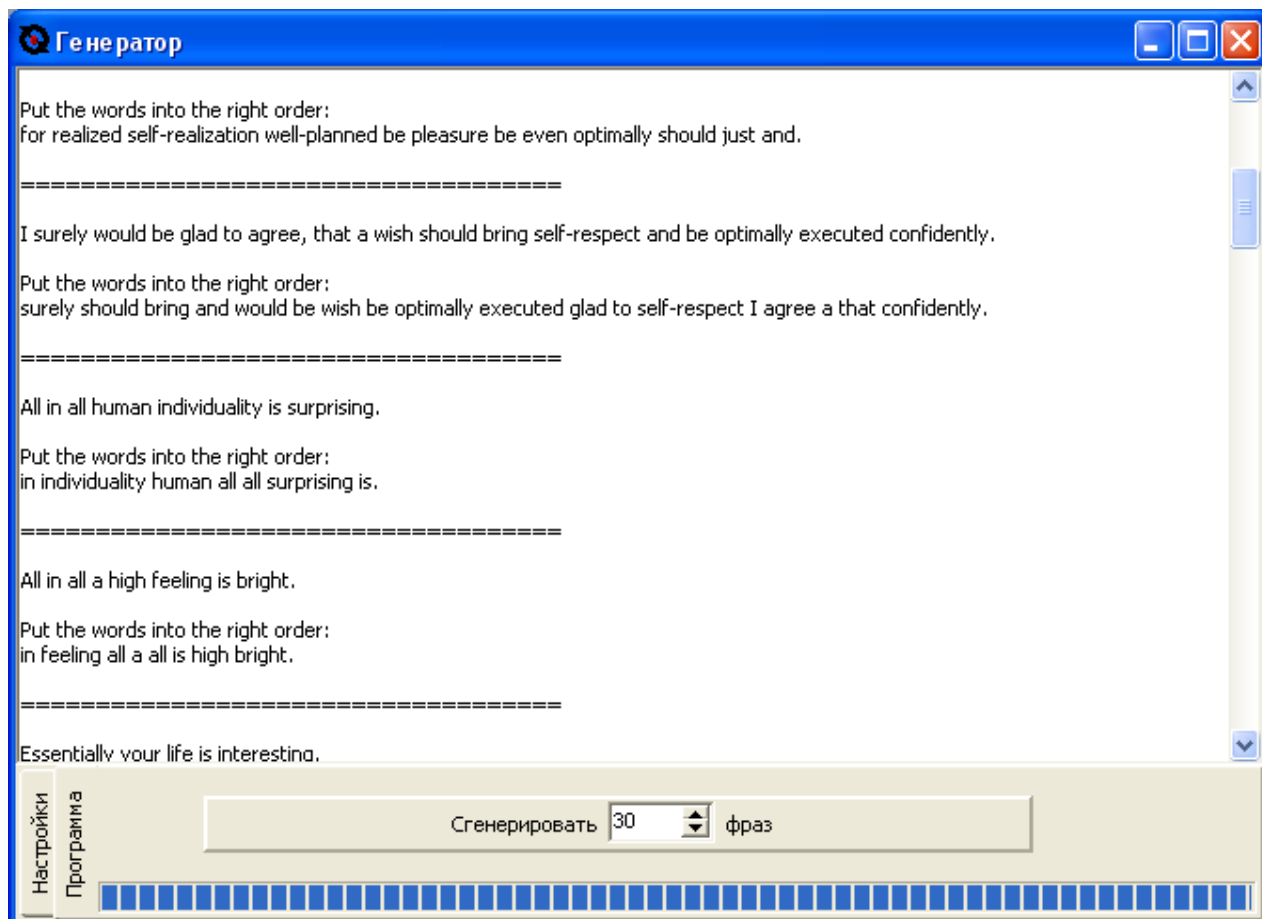 Генератор
Put the words into the right order:
for realized self-realization well-planned be pleasure be even optimally should just and.
====================================
I surely would be glad to agree, that a wish should bring self-respect and be optimally executed confidently.
Put the words into the right order:
surely should bring and would be wish be optimally executed glad to self-respect I agree a that confidently.
====================================
All in all human individuality is surprising.
Put the words into the right order:
in individuality human all all surprising is.
====================================
All in all a high feeling is bright.
Put the words into the right order:
in feeling all a all is high bright.
====================================
Essentially your life is interesting.
Настройки
Программа
Сгенерировать 30 фраз